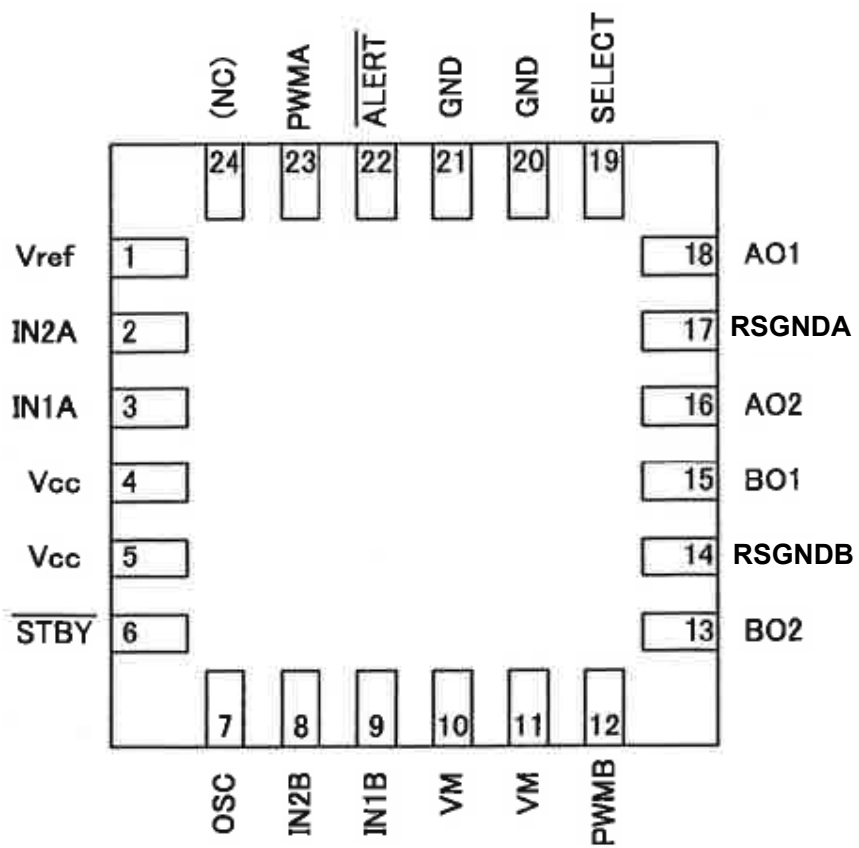 (NC) PWMA ALERT GND GND SELECT
24 23 22 21 20 19
Vref 1 18 AO1
IN2A 2 17 RSGNDA
IN1A 3 16 AO2
Vcc 4 15 BO1
Vcc 5 14 RSGNDB
STBY 6 13 BO2
7 8 9 10 11 12
OSC IN2B IN1B VM VM PWMB